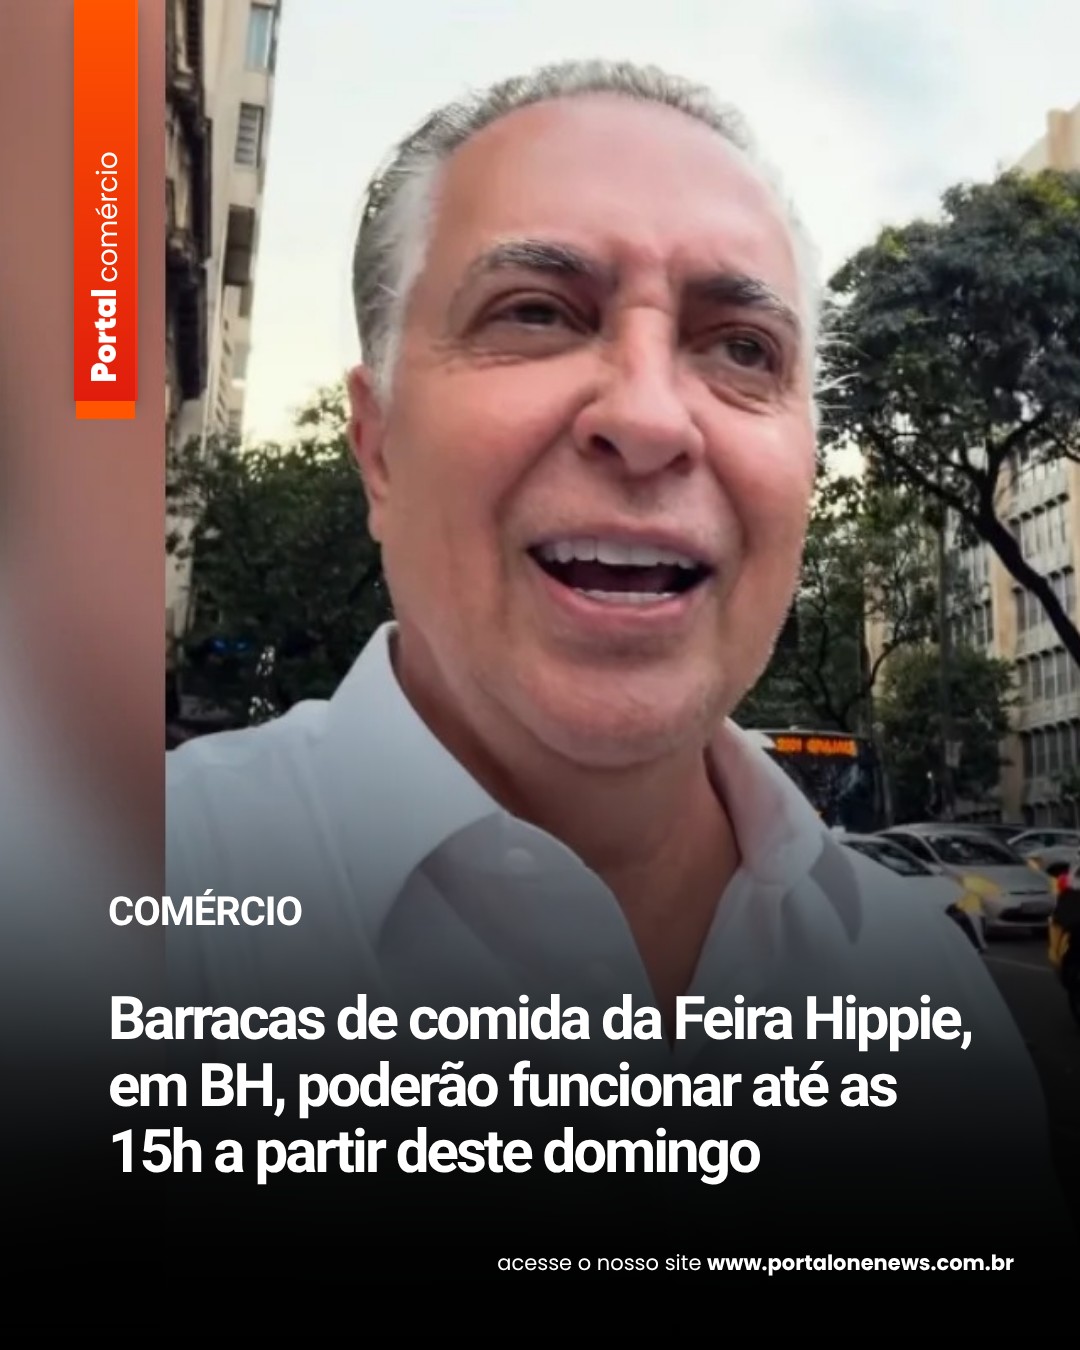 Portal comércio
COMÉRCIO
Barracas de comida da Feira Hippie,
em BH, poderão funcionar até as
15h a partir deste domingo
acesse o nosso site www.portalonenews.com.br